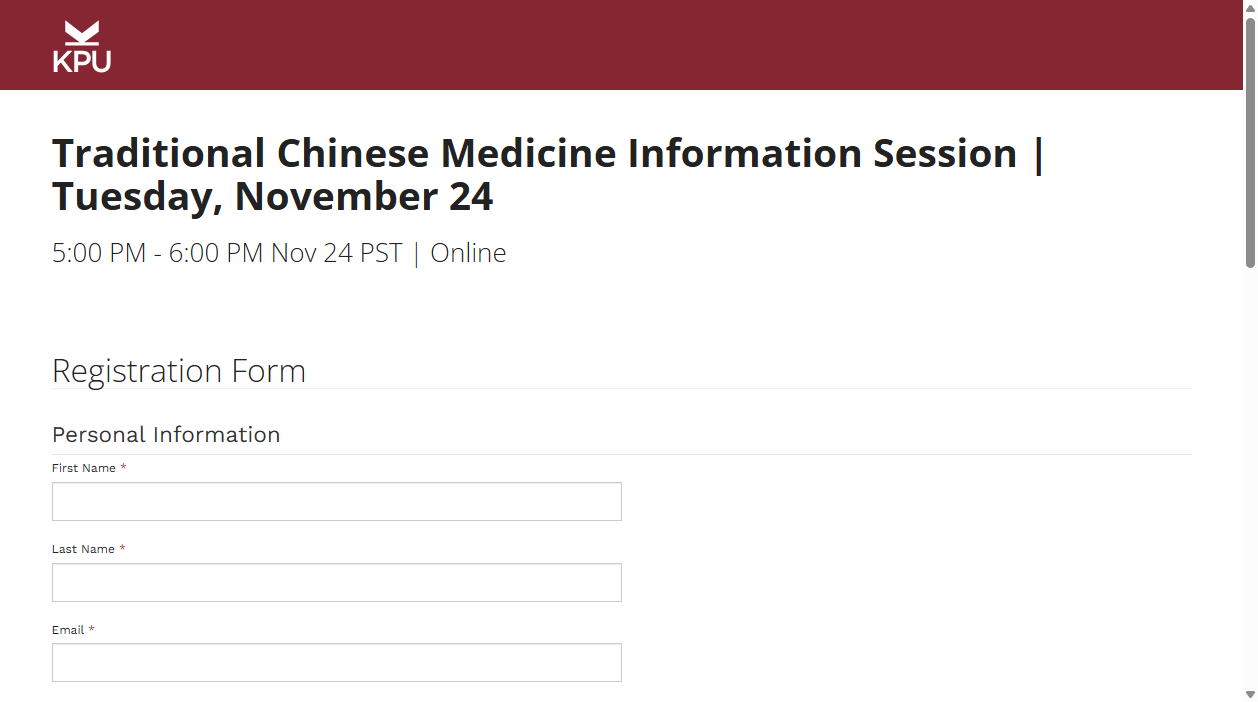 KPU
Traditional Chinese Medicine Information Session |
Tuesday, November 24
5:00 PM - 6:00 PM Nov 24 PST | Online
Registration Form
Personal Information
First Name *
Last Name *
Email *